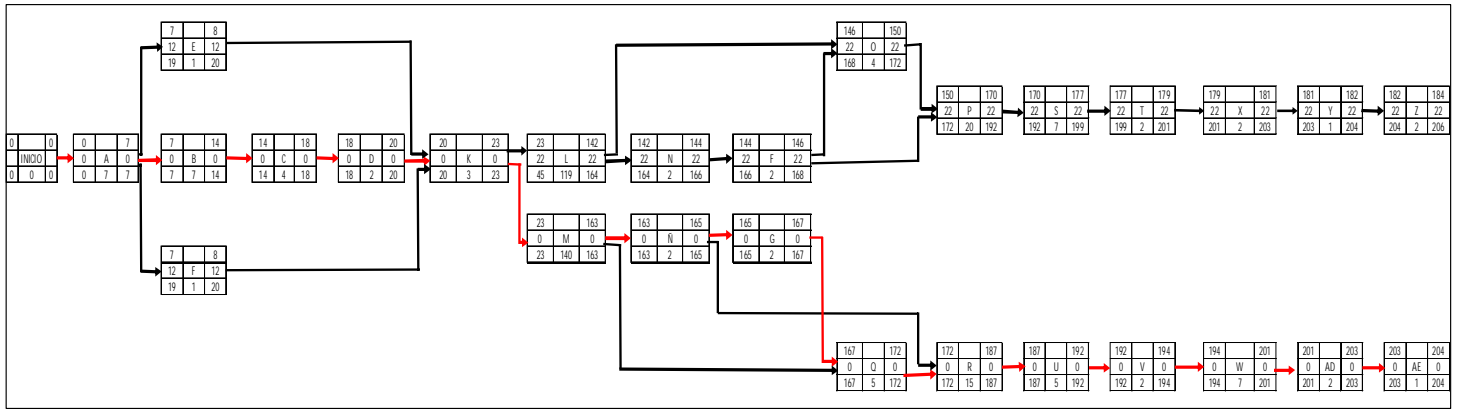 0 0
INICIO
0 0 0
0 7
0 A 0
0 7 7
7 8
12 E 12
19 1 20
7 14
0 B 0
7 7 14
7 8
12 F 12
19 1 20
14 18
0 C 0
14 4 18
18 20
0 D 0
18 2 20
20 23
0 K 0
20 3 23
23 142
22 L 22
45 119 164
142 144
22 N 22
164 2 166
144 146
22 F 22
166 2 168
146 150
22 O 22
168 4 172
150 170
22 P 22
172 20 192
170 177
22 S 22
192 7 199
177 179
22 T 22
199 2 201
179 181
22 X 22
201 2 203
181 182
22 Y 22
203 1 204
182 184
22 Z 22
204 2 206
23 163
0 M 0
23 140 163
163 165
0 Ñ 0
163 2 165
165 167
0 G 0
165 2 167
167 172
0 Q 0
167 5 172
172 187
0 R 0
172 15 187
187 192
0 U 0
187 5 192
192 194
0 V 0
192 2 194
194 201
0 W 0
194 7 201
201 203
0 AD 0
201 2 203
203 204
0 AE 0
203 1 204